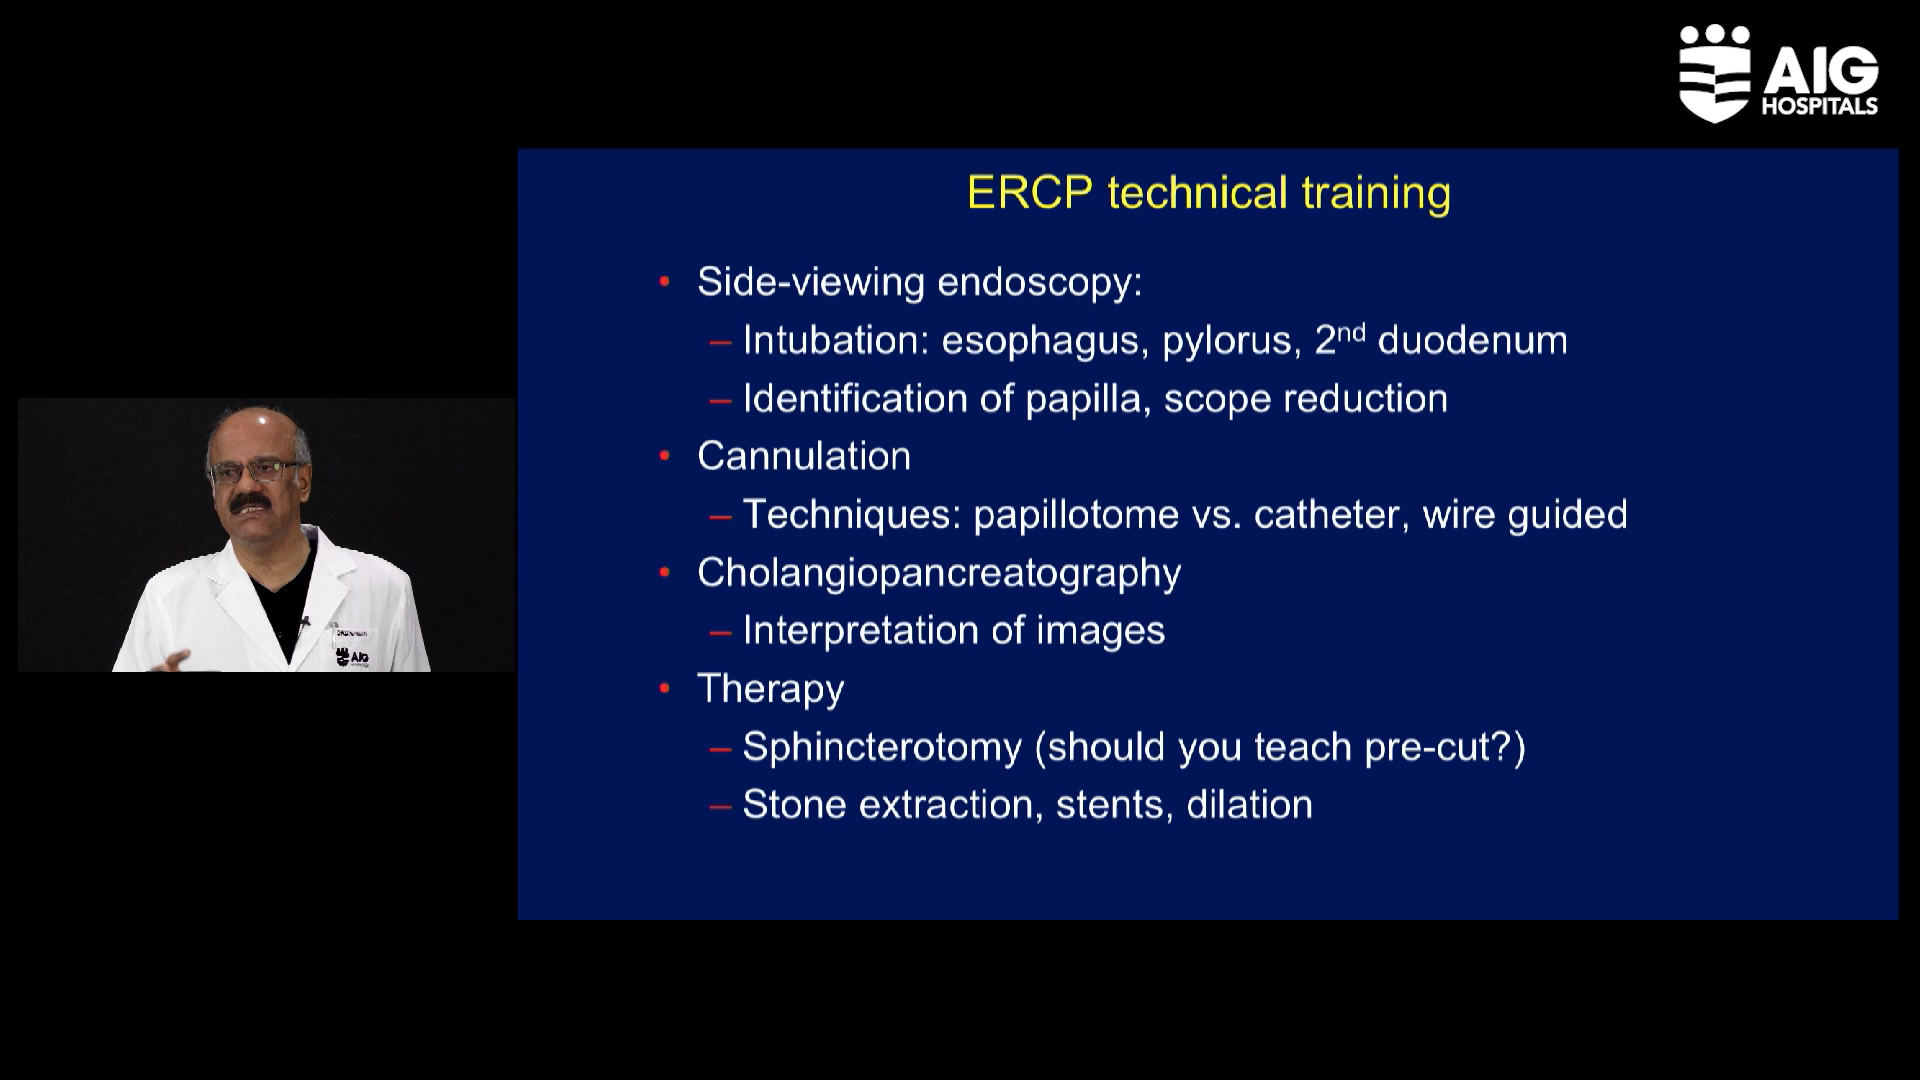 AIG
HOSPITALS
ERCP technical training
• Side-viewing endoscopy:
– Intubation: esophagus, pylorus, 2nd duodenum
– Identification of papilla, scope reduction
• Cannulation
– Techniques: papillotome vs. catheter, wire guided
• Cholangiopancreatography
– Interpretation of images
• Therapy
– Sphincterotomy (should you teach pre-cut?)
– Stone extraction, stents, dilation
AIG